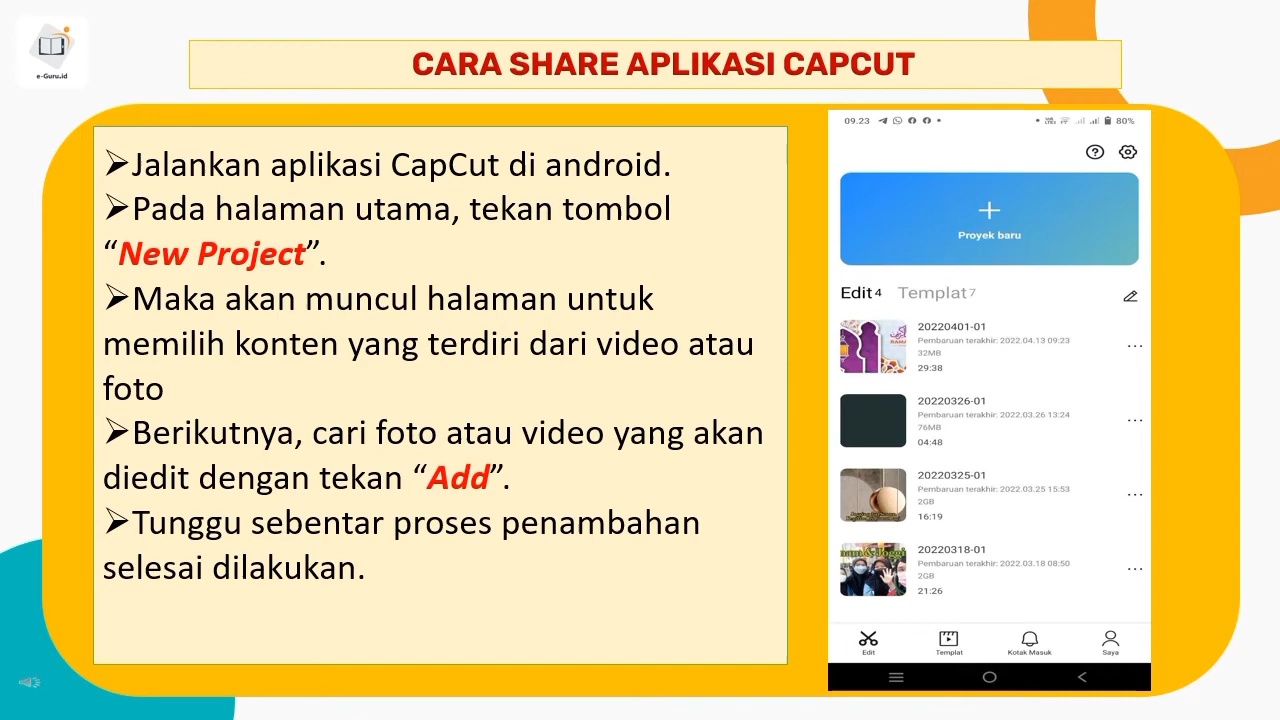 e-Guru.id
CARA SHARE APLIKASI CAPCUT
➢Jalankan aplikasi CapCut di android.
➢Pada halaman utama, tekan tombol
“New Project”.
➢Maka akan muncul halaman untuk
memilih konten yang terdiri dari video atau
foto
➢Berikutnya, cari foto atau video yang akan
diedit dengan tekan “Add”.
➢Tunggu sebentar proses penambahan
selesai dilakukan.
09.23
80%
Proyek baru
Edit 4 Templat 7
20220401-01
Pembaruan terakhir: 2022.04.13 09:23
32MB
29:38
20220326-01
Pembaruan terakhir: 2022.03.26 13:24
76MB
04:48
20220325-01
Pembaruan terakhir: 2022.03.25 15:53
2GB
16:19
20220318-01
Pembaruan terakhir: 2022.03.18 08:50
2GB
21:26
Edit Templat Kotak Masuk Saya